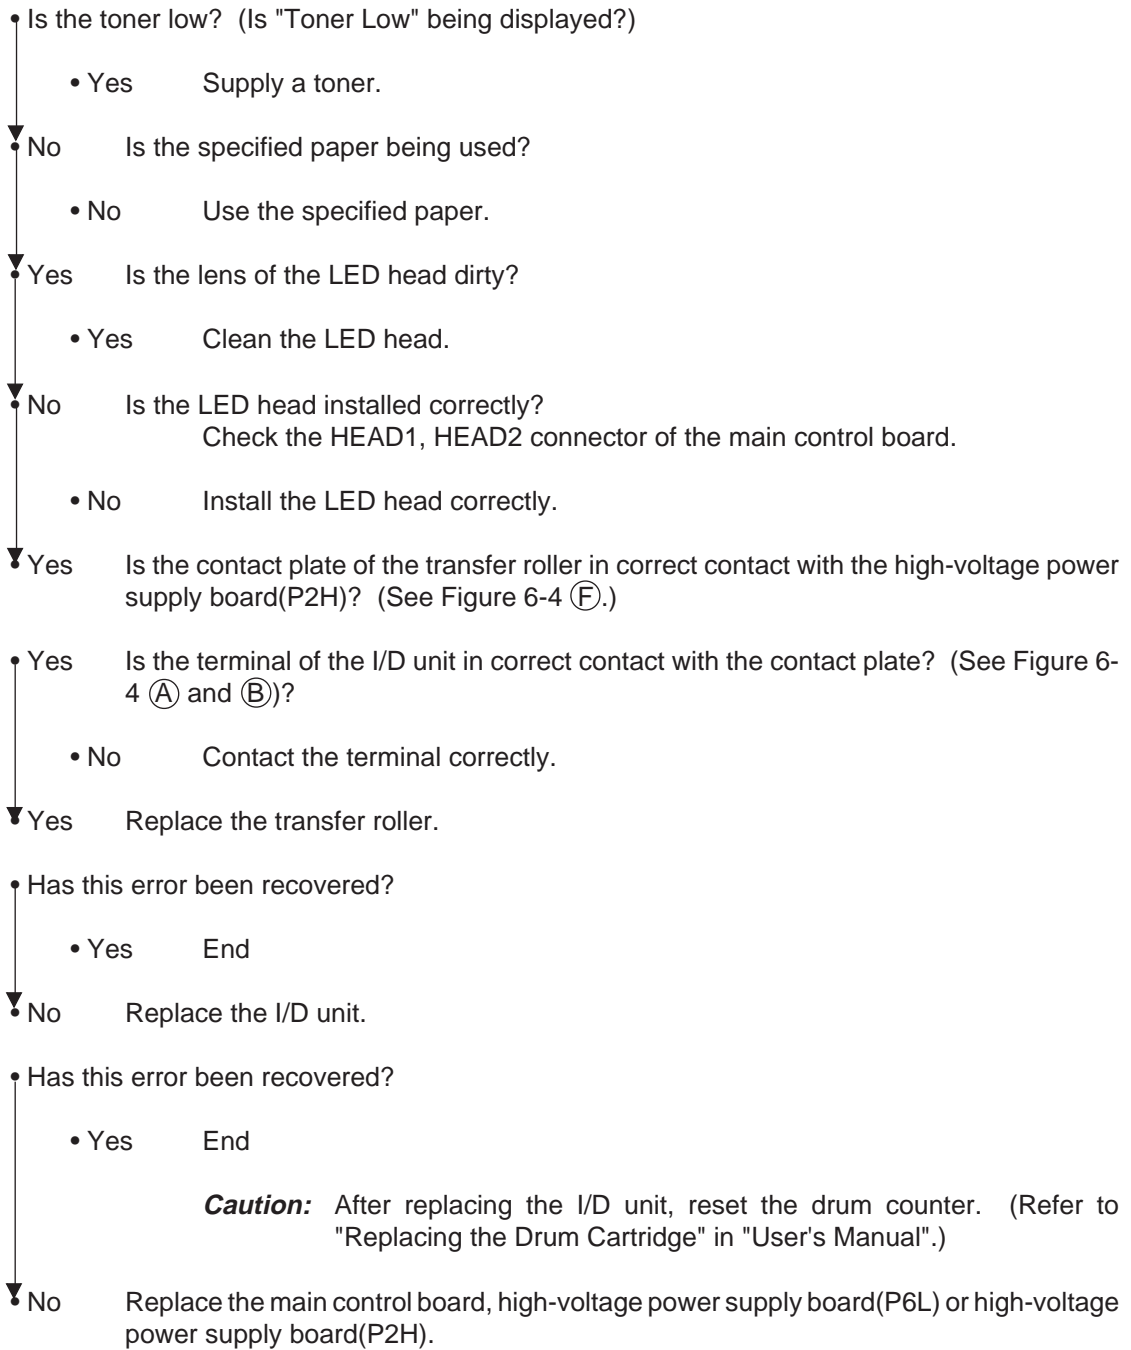 • Is the toner low? (Is "Toner Low" being displayed?)
• Yes Supply a toner.
• No Is the specified paper being used?
• No Use the specified paper.
• Yes Is the lens of the LED head dirty?
• Yes Clean the LED head.
• No Is the LED head installed correctly?
Check the HEAD1, HEAD2 connector of the main control board.
• No Install the LED head correctly.
• Yes Is the contact plate of the transfer roller in correct contact with the high-voltage power
supply board(P2H)? (See Figure 6-4 Ⓕ.)
• Yes Is the terminal of the I/D unit in correct contact with the contact plate? (See Figure 6-
4 Ⓐ and Ⓑ)?
• No Contact the terminal correctly.
• Yes Replace the transfer roller.
• Has this error been recovered?
• Yes End
• No Replace the I/D unit.
• Has this error been recovered?
• Yes End
Caution: After replacing the I/D unit, reset the drum counter. (Refer to
"Replacing the Drum Cartridge" in "User's Manual".)
• No Replace the main control board, high-voltage power supply board(P6L) or high-voltage
power supply board(P2H).